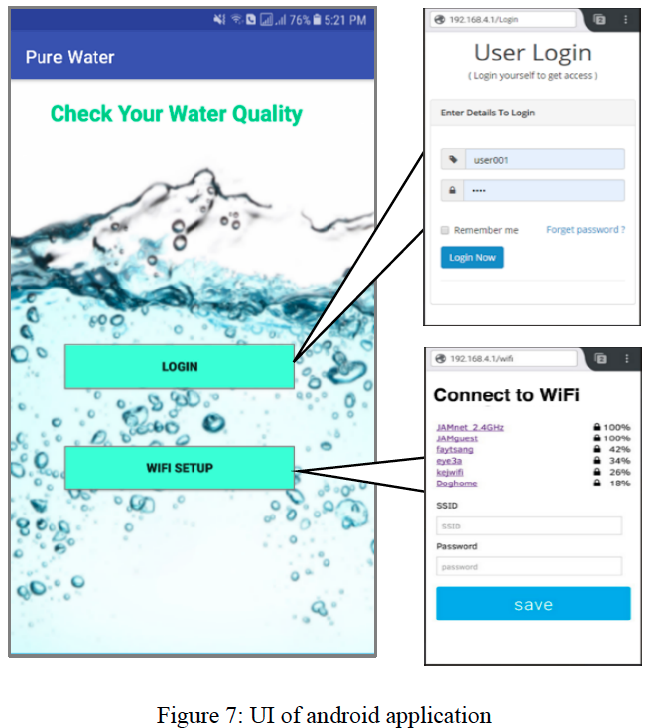 76% 5:21 PM
Pure Water
Check Your Water Quality
LOGIN
WIFI SETUP
192.168.4.1/Login
User Login
( Login yourself to get access )
Enter Details To Login
user001
••••
Remember me
Forget password ?
Login Now
192.168.4.1/wifi
Connect to WiFi
JAMnet_2.4GHz 100%
JAMguest 100%
faytsang 42%
eye3a 34%
kejwifi 26%
Doghome 18%
SSID
SSID
Password
password
save
Figure 7: UI of android application